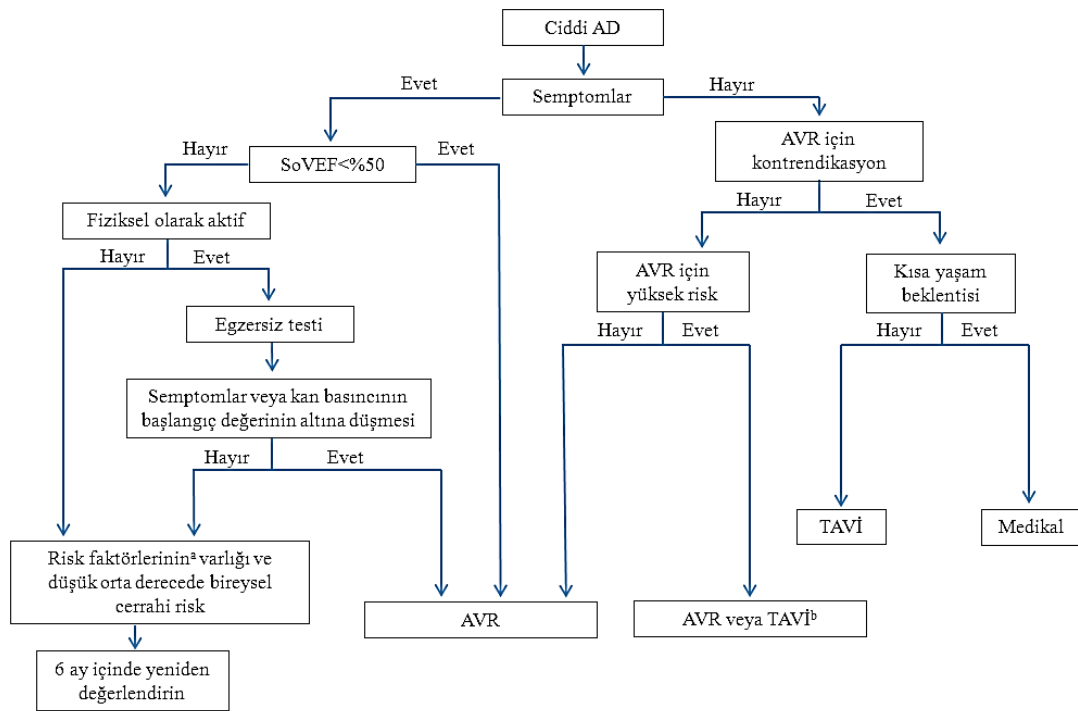 Ciddi AD
Evet
Semptomlar
Hayır
Hayır
SoVEF<%50
Evet
AVR için
kontrendikasyon
Fiziksel olarak aktif
Hayır
Evet
Hayır
Evet
AVR için
yüksek risk
Kısa yaşam
beklentisi
Egzersiz testi
Hayır
Evet
Hayır
Evet
Semptomlar veya kan basıncının
başlangıç değerinin altına düşmesi
Hayır
Evet
TAVİ
Medikal
Risk faktörlerininᵃ varlığı ve
düşük orta derecede bireysel
cerrahi risk
AVR
AVR veya TAVİᵇ
6 ay içinde yeniden
değerlendirin